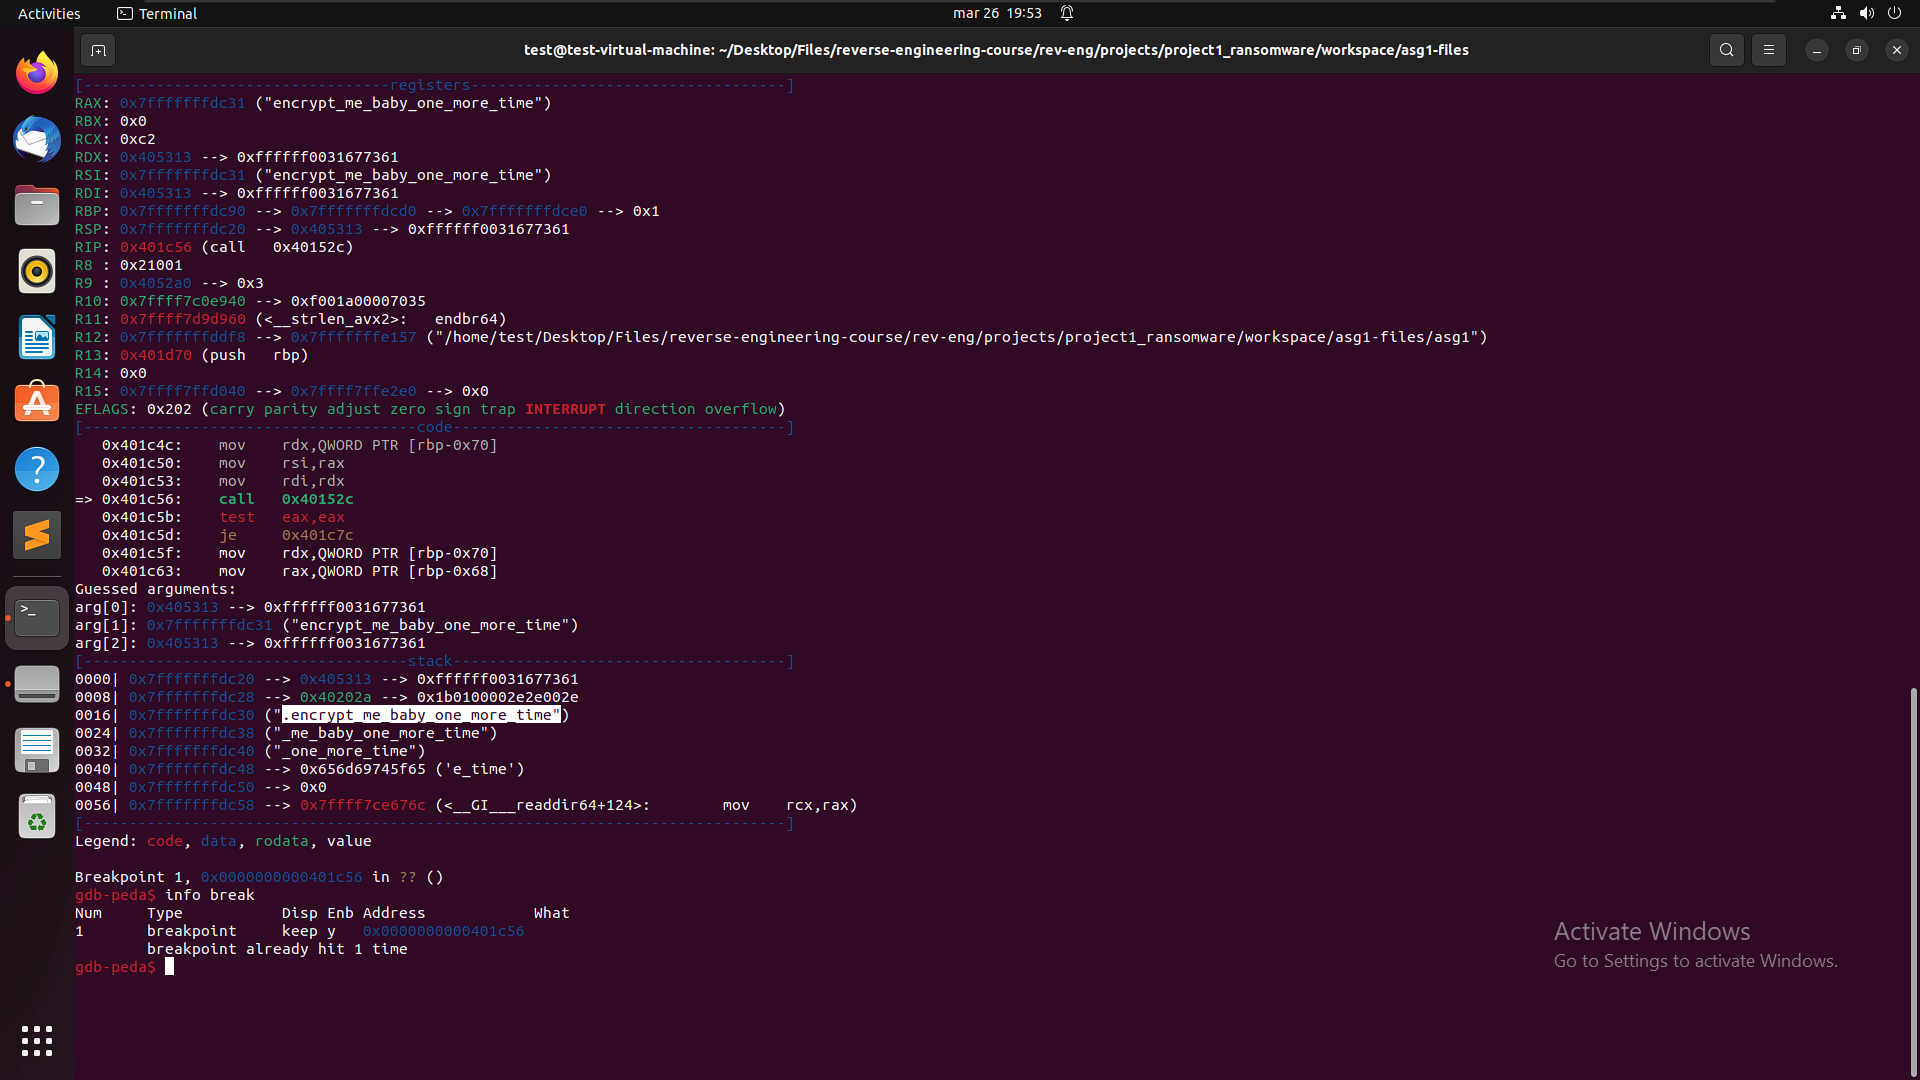 Activities Terminal mar 26 19:53
test@test-virtual-machine: ~/Desktop/Files/reverse-engineering-course/rev-eng/projects/project1_ransomware/workspace/asg1-files
[----------------------------------registers-----------------------------------]
RAX: 0x7fffffffdc31 ("encrypt_me_baby_one_more_time")
RBX: 0x0
RCX: 0xc2
RDX: 0x405313 --> 0xffffff0031677361
RSI: 0x7fffffffdc31 ("encrypt_me_baby_one_more_time")
RDI: 0x405313 --> 0xffffff0031677361
RBP: 0x7fffffffdc90 --> 0x7fffffffdcd0 --> 0x7fffffffdce0 --> 0x1
RSP: 0x7fffffffdc20 --> 0x405313 --> 0xffffff0031677361
RIP: 0x401c56 (call   0x40152c)
R8 : 0x21001
R9 : 0x4052a0 --> 0x3
R10: 0x7ffff7c0e940 --> 0xf001a00007035
R11: 0x7ffff7d9d960 (<__strlen_avx2>:   endbr64)
R12: 0x7fffffffddf8 --> 0x7fffffffe157 ("/home/test/Desktop/Files/reverse-engineering-course/rev-eng/projects/project1_ransomware/workspace/asg1-files/asg1")
R13: 0x401d70 (push   rbp)
R14: 0x0
R15: 0x7ffff7ffd040 --> 0x7ffff7ffe2e0 --> 0x0
EFLAGS: 0x202 (carry parity adjust zero sign trap INTERRUPT direction overflow)
[-------------------------------------code-------------------------------------]
   0x401c4c:    mov    rdx,QWORD PTR [rbp-0x70]
   0x401c50:    mov    rsi,rax
   0x401c53:    mov    rdi,rdx
=> 0x401c56:    call   0x40152c
   0x401c5b:    test   eax,eax
   0x401c5d:    je     0x401c7c
   0x401c5f:    mov    rdx,QWORD PTR [rbp-0x70]
   0x401c63:    mov    rax,QWORD PTR [rbp-0x68]
Guessed arguments:
arg[0]: 0x405313 --> 0xffffff0031677361
arg[1]: 0x7fffffffdc31 ("encrypt_me_baby_one_more_time")
arg[2]: 0x405313 --> 0xffffff0031677361
[------------------------------------stack-------------------------------------]
0000| 0x7fffffffdc20 --> 0x405313 --> 0xffffff0031677361
0008| 0x7fffffffdc28 --> 0x40202a --> 0x1b0100002e2e002e
0016| 0x7fffffffdc30 (".encrypt_me_baby_one_more_time")
0024| 0x7fffffffdc38 ("_me_baby_one_more_time")
0032| 0x7fffffffdc40 ("_one_more_time")
0040| 0x7fffffffdc48 --> 0x656d69745f65 ('e_time')
0048| 0x7fffffffdc50 --> 0x0
0056| 0x7fffffffdc58 --> 0x7ffff7ce676c (<__GI___readdir64+124>:        mov    rcx,rax)
[------------------------------------------------------------------------------]
Legend: code, data, rodata, value
Breakpoint 1, 0x0000000000401c56 in ?? ()
gdb-peda$ info break
Num     Type           Disp Enb Address            What
1       breakpoint     keep y   0x0000000000401c56
        breakpoint already hit 1 time
gdb-peda$
Activate Windows
Go to Settings to activate Windows.